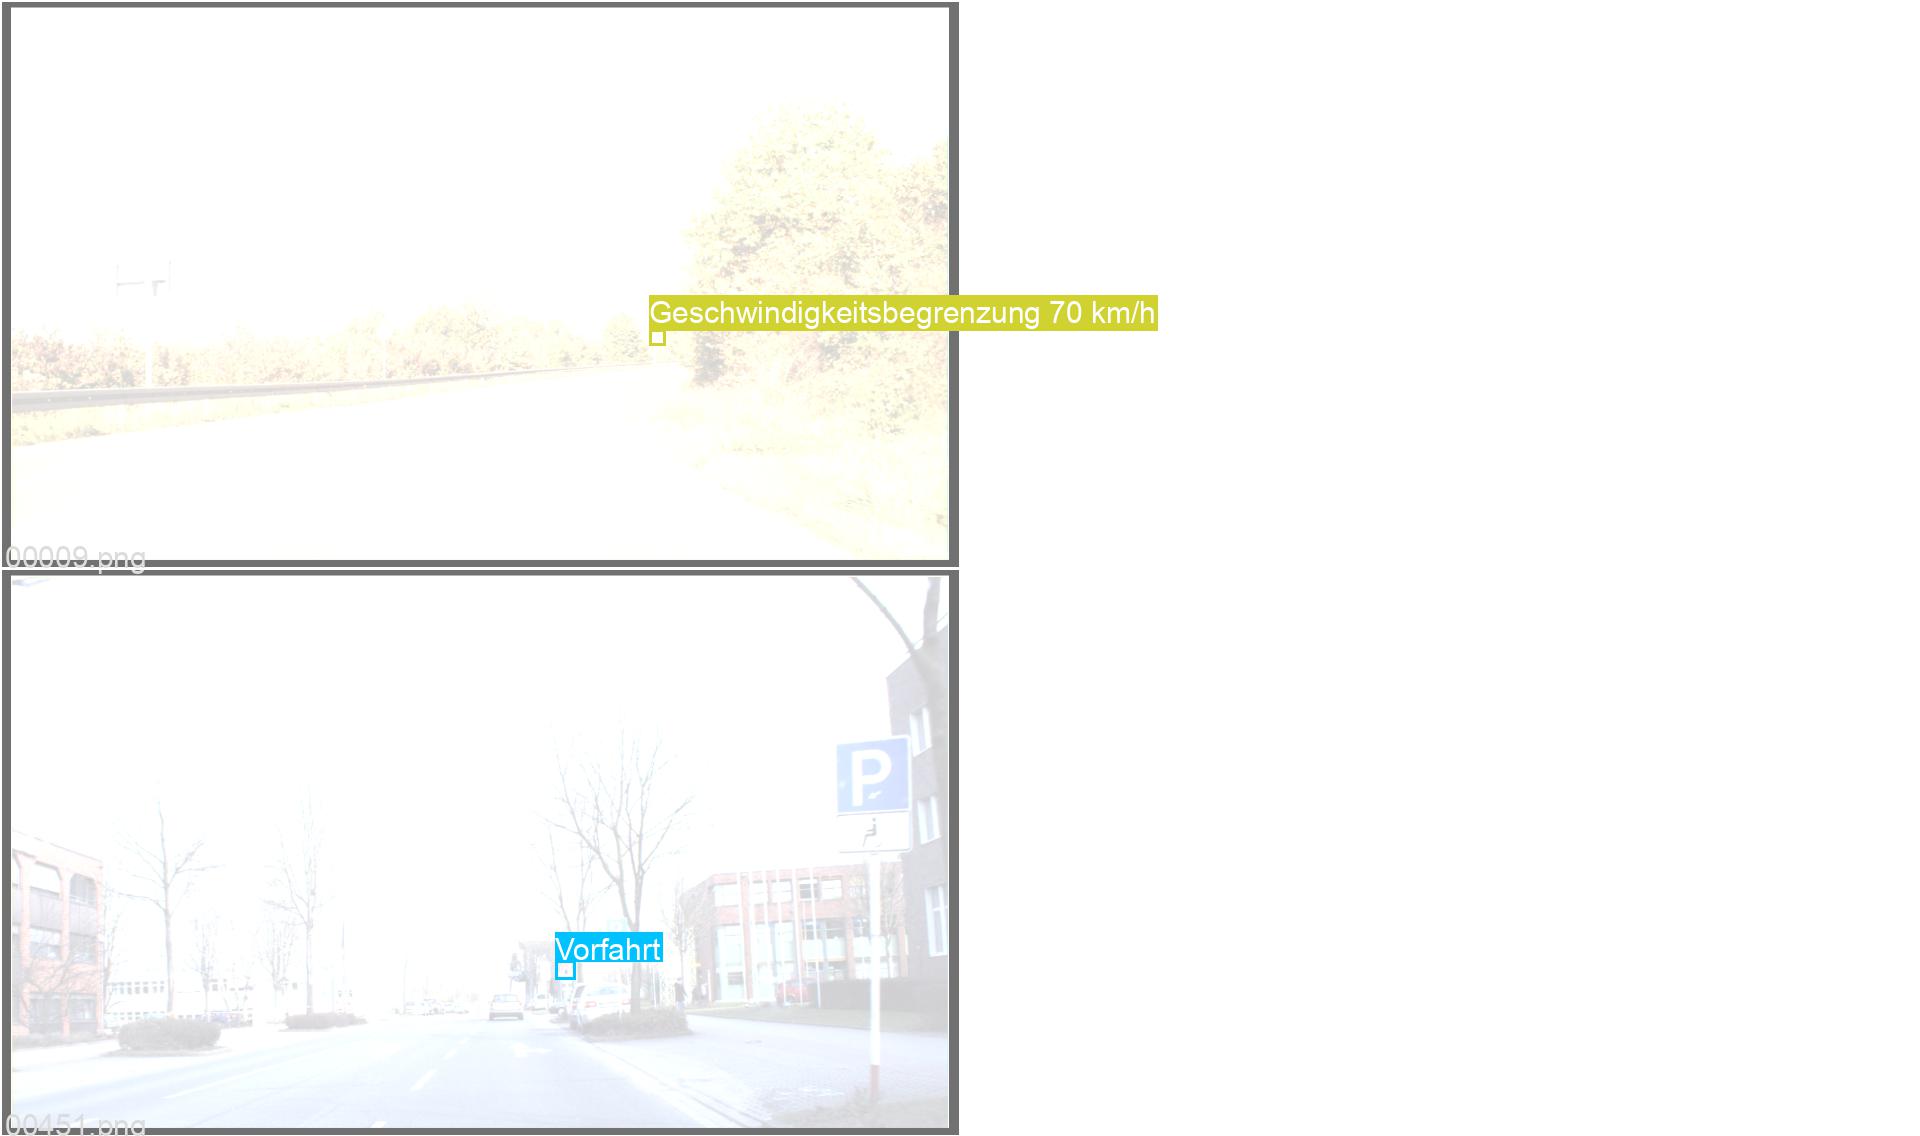 Geschwindigkeitsbegrenzung 70 km/h
00009.png
P
Vorfahrt
00451.png